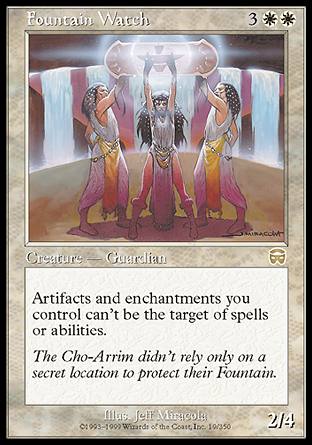 Fountain Watch 3
J. MIRACOLA
Creature — Guardian
Artifacts and enchantments you
control can't be the target of spells
or abilities.
The Cho-Arrim didn't rely only on a
secret location to protect their Fountain.
Illus. Jeff Miracola
©1993–1999 Wizards of the Coast, Inc. 19/350
2/4